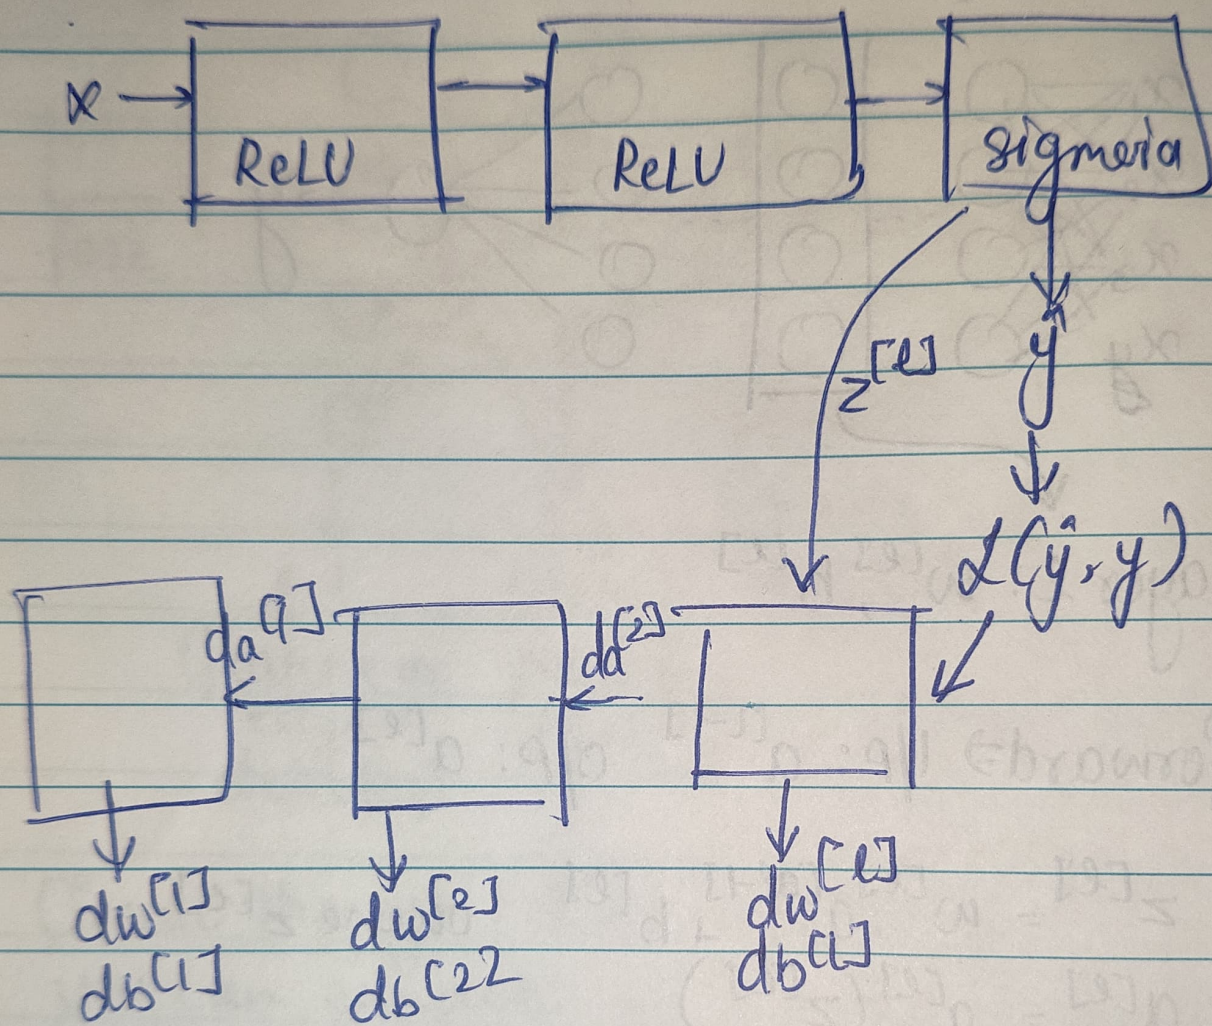 x → ReLU → ReLU → sigmoid
z^[l]
ŷ
L(ŷ, y)
da^[1] da^[2]
dw^[1] dw^[2] dw^[l]
db^[1] db^[2] db^[l]